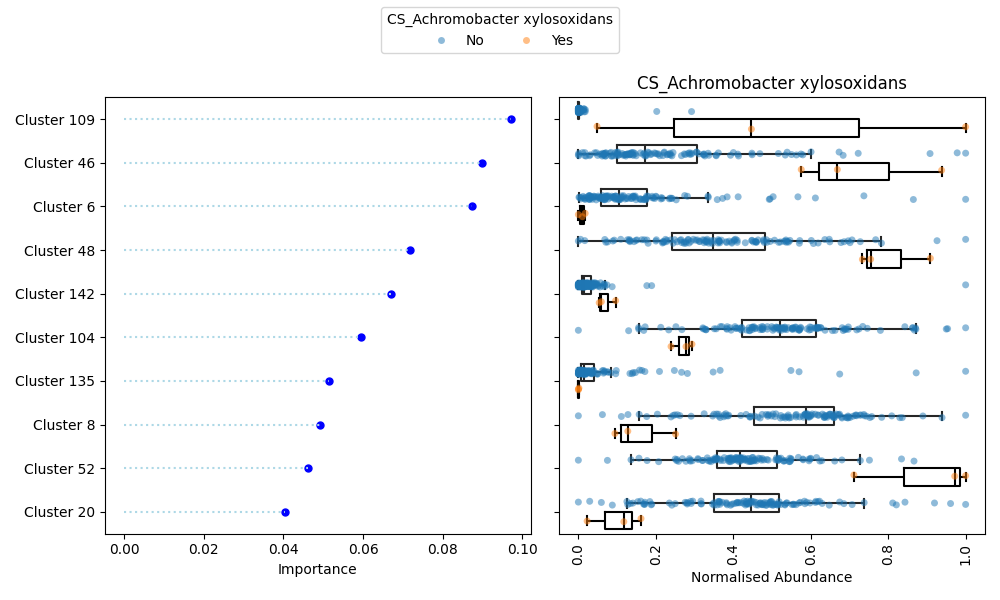 CS_Achromobacter xylosoxidans
No Yes
CS_Achromobacter xylosoxidans
Cluster 109
Cluster 46
Cluster 6
Cluster 48
Cluster 142
Cluster 104
Cluster 135
Cluster 8
Cluster 52
Cluster 20
0.00 0.02 0.04 0.06 0.08 0.10
Importance
0.0 0.2 0.4 0.6 0.8 1.0
Normalised Abundance